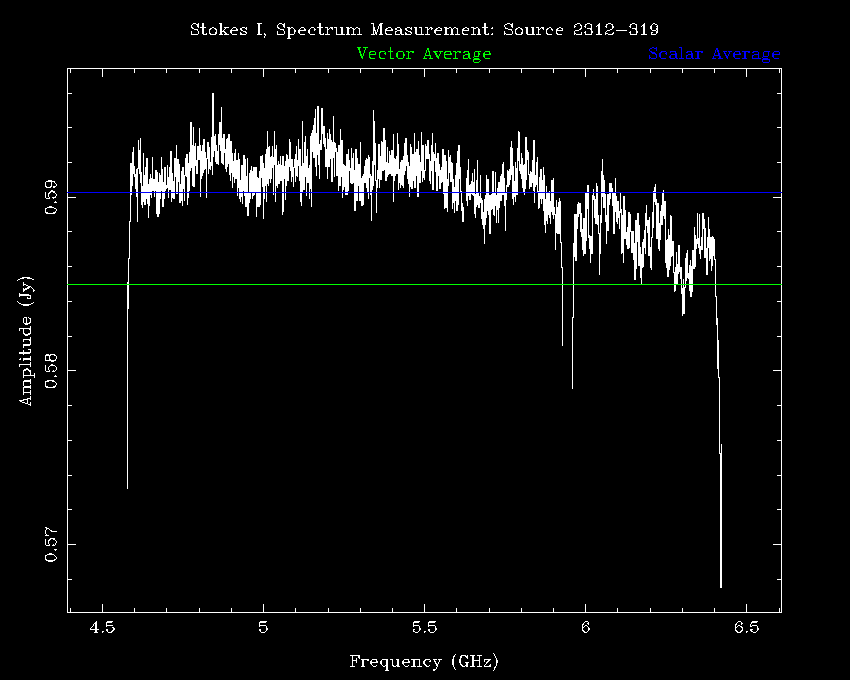 Stokes I, Spectrum Measurement: Source 2312-319
Vector Average
Scalar Average
Amplitude (Jy)
0.59
0.58
0.57
4.5
5
5.5
6
6.5
Frequency (GHz)